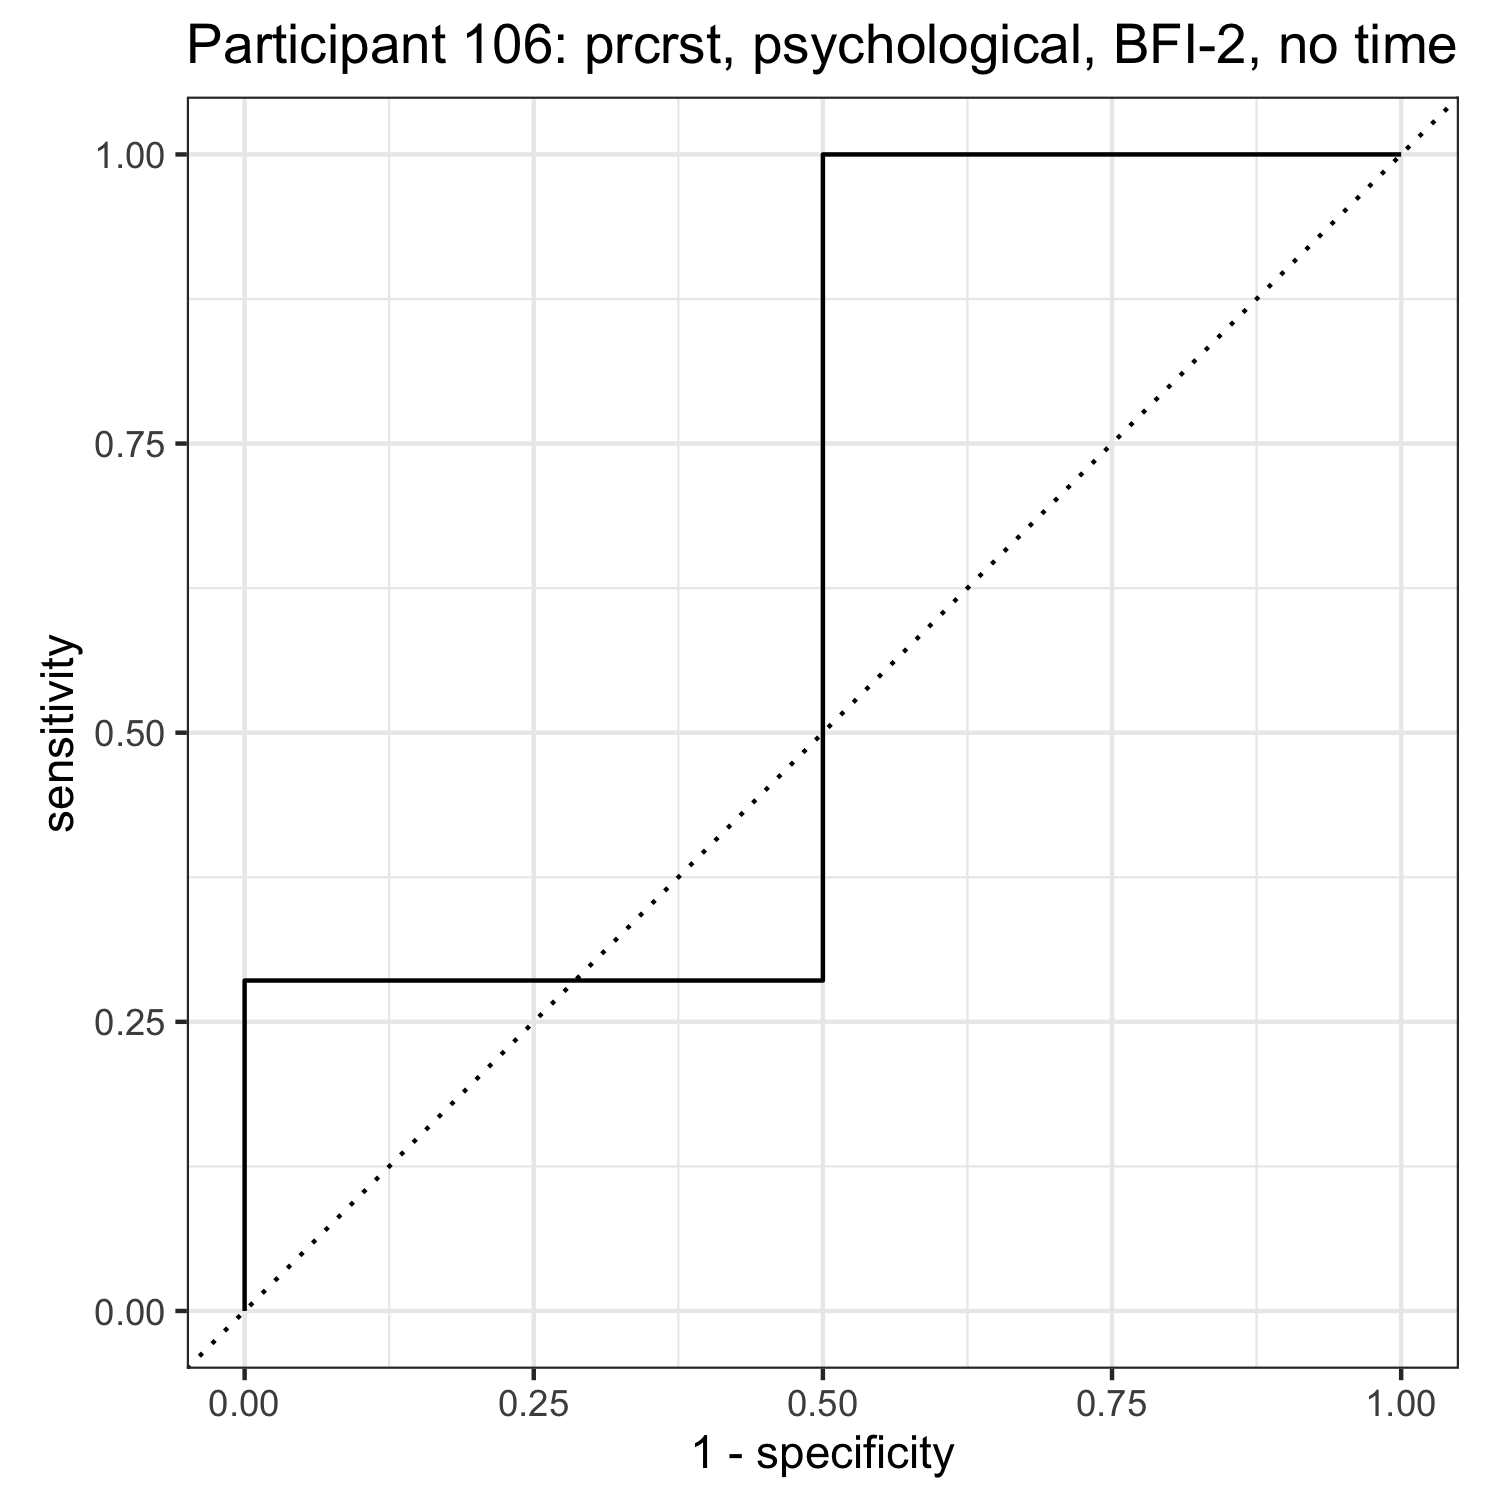 Participant 106: prcrst, psychological, BFI-2, no time
1.00
0.75
0.50
0.25
0.00
sensitivity
0.00 0.25 0.50 0.75 1.00
1 - specificity